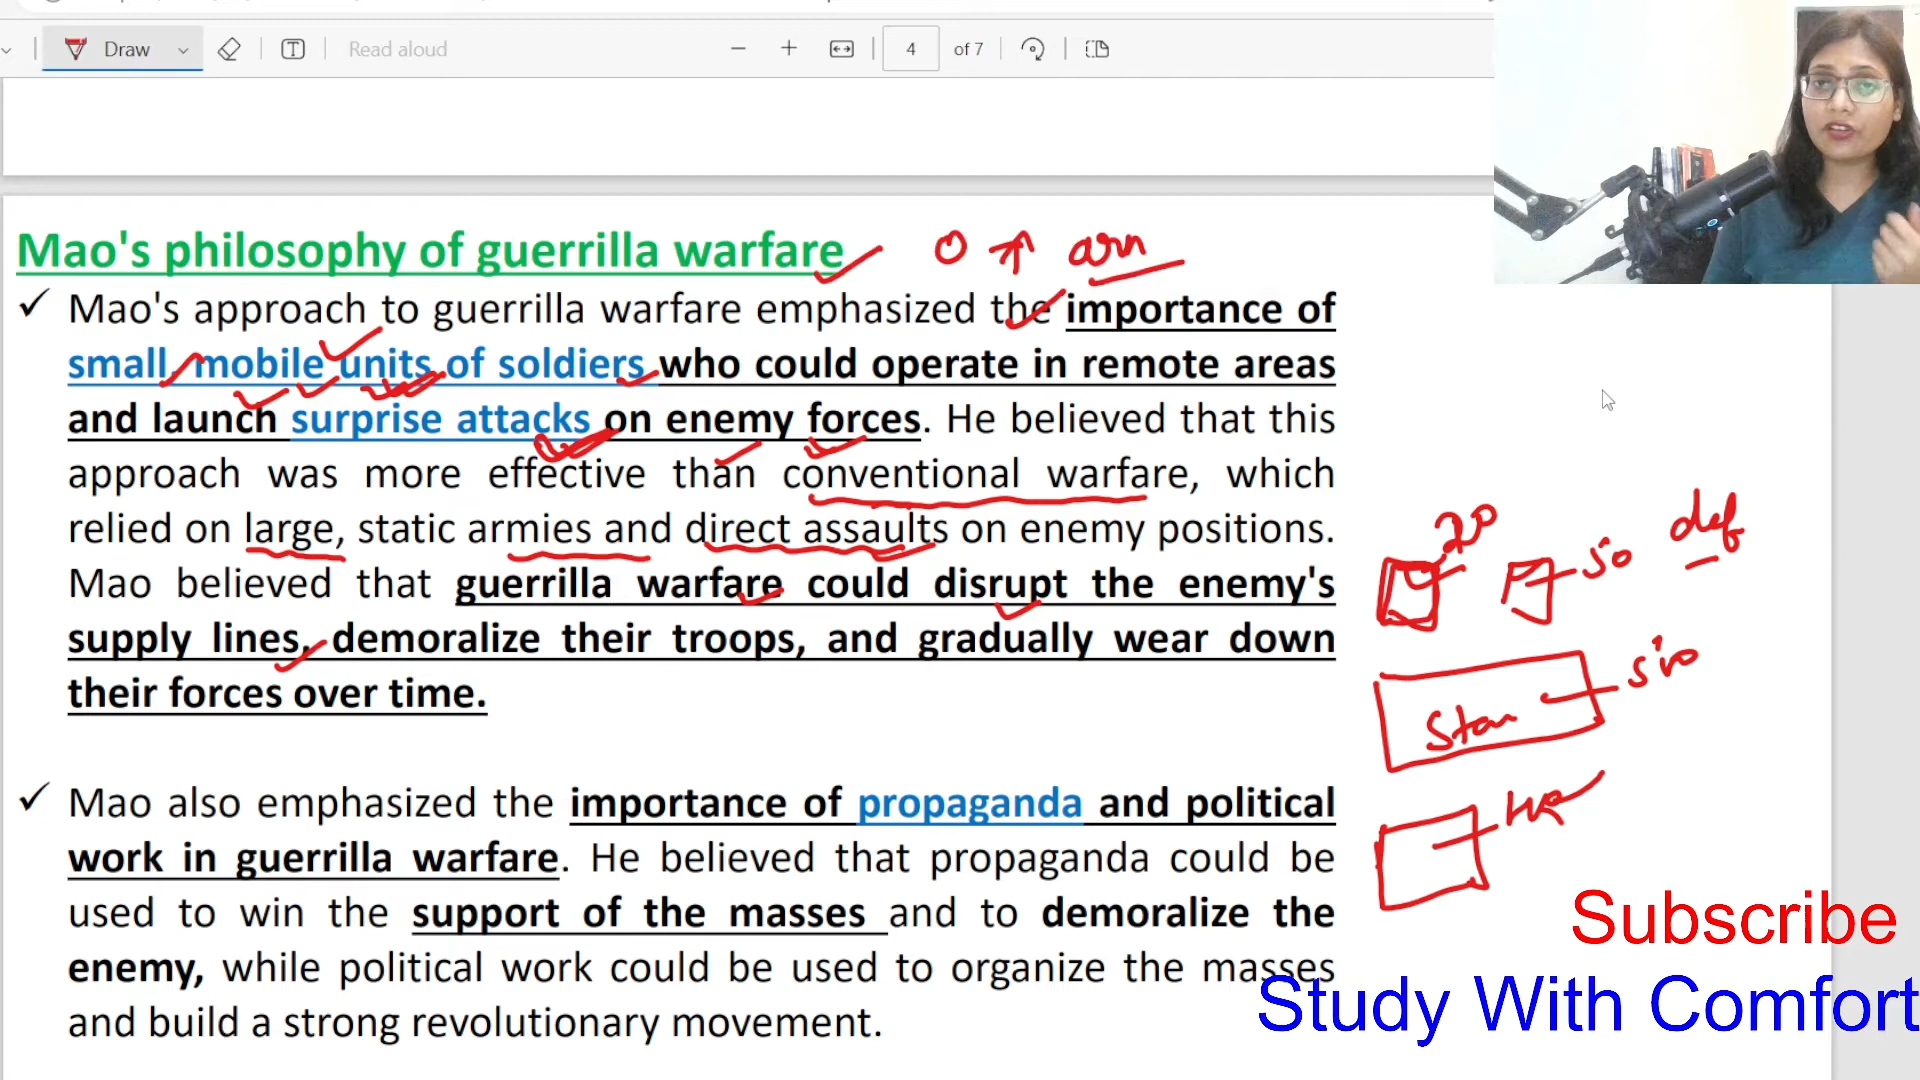 Draw
Read aloud
4 of 7
Mao's philosophy of guerrilla warfare
✓ Mao's approach to guerrilla warfare emphasized the importance of
small, mobile units of soldiers who could operate in remote areas
and launch surprise attacks on enemy forces. He believed that this
approach was more effective than conventional warfare, which
relied on large, static armies and direct assaults on enemy positions.
Mao believed that guerrilla warfare could disrupt the enemy's
supply lines, demoralize their troops, and gradually wear down
their forces over time.
20
50
def
✓ Mao also emphasized the importance of propaganda and political
work in guerrilla warfare. He believed that propaganda could be
used to win the support of the masses and to demoralize the
enemy, while political work could be used to organize the masses
and build a strong revolutionary movement.
Subscribe
Study With Comfort